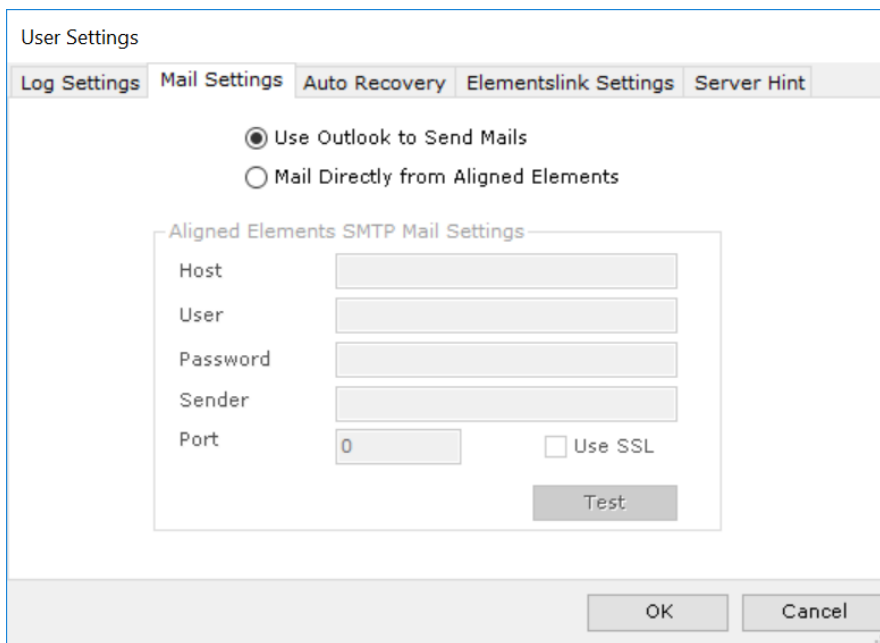 User Settings
Log Settings Mail Settings Auto Recovery Elementslink Settings Server Hint
Use Outlook to Send Mails
Mail Directly from Aligned Elements
Aligned Elements SMTP Mail Settings
Host
User
Password
Sender
Port 0 Use SSL
Test
OK Cancel